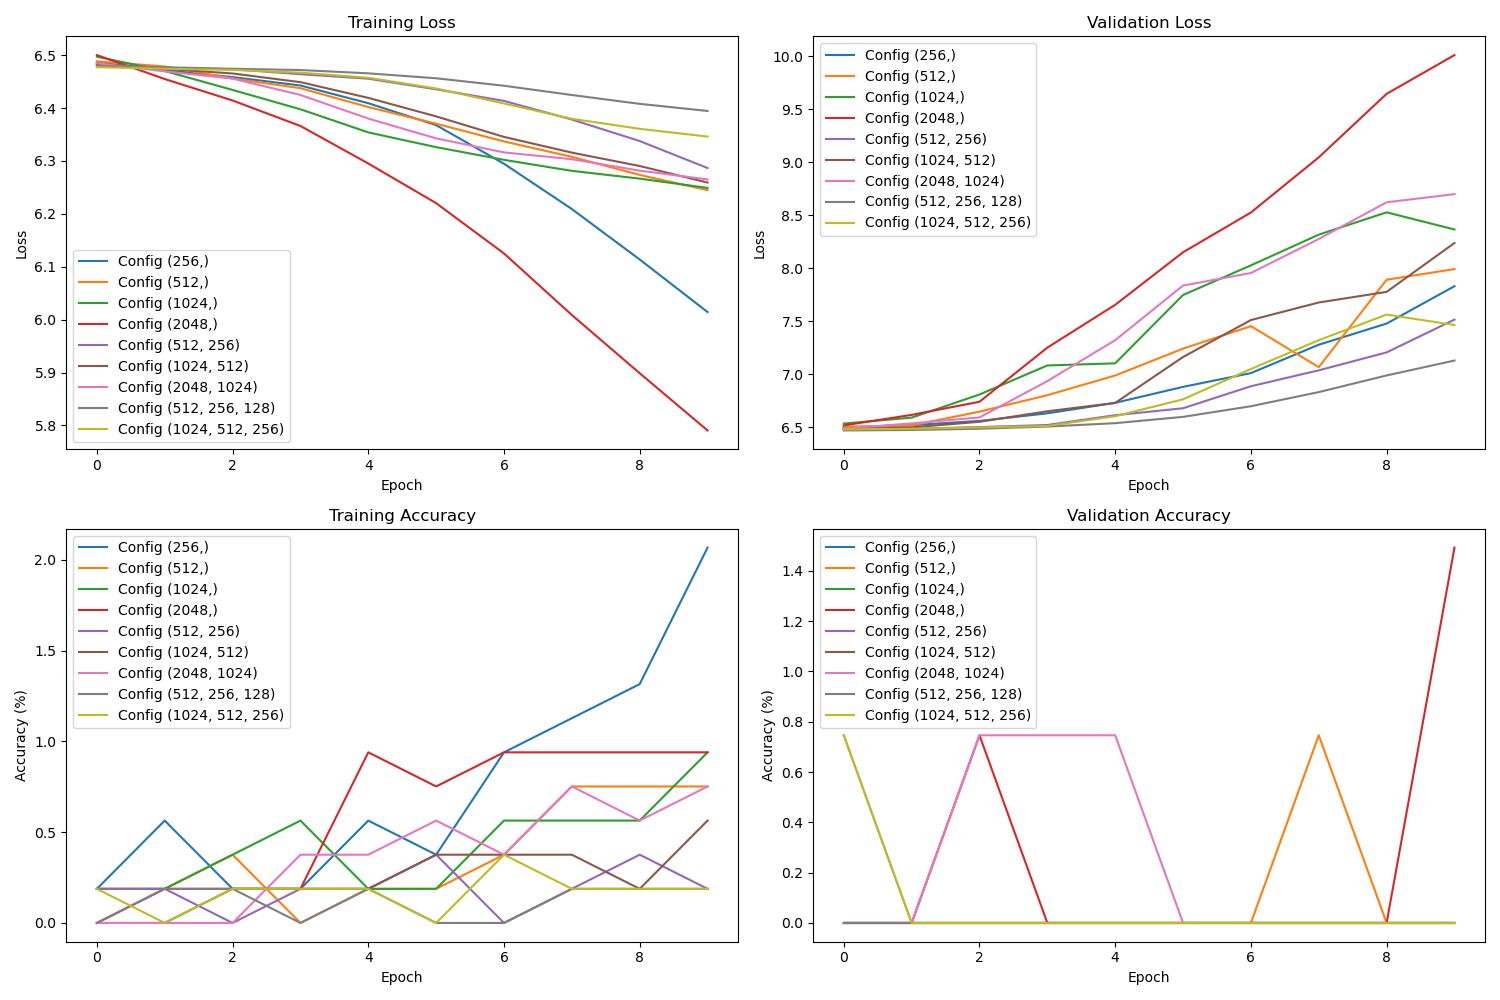 Training Loss
Loss
6.5
6.4
6.3
6.2
6.1
6.0
5.9
5.8
Config (256,)
Config (512,)
Config (1024,)
Config (2048,)
Config (512, 256)
Config (1024, 512)
Config (2048, 1024)
Config (512, 256, 128)
Config (1024, 512, 256)
0 2 4 6 8
Epoch
Validation Loss
Loss
10.0
9.5
9.0
8.5
8.0
7.5
7.0
6.5
Config (256,)
Config (512,)
Config (1024,)
Config (2048,)
Config (512, 256)
Config (1024, 512)
Config (2048, 1024)
Config (512, 256, 128)
Config (1024, 512, 256)
0 2 4 6 8
Epoch
Training Accuracy
Accuracy (%)
2.0
1.5
1.0
0.5
0.0
Config (256,)
Config (512,)
Config (1024,)
Config (2048,)
Config (512, 256)
Config (1024, 512)
Config (2048, 1024)
Config (512, 256, 128)
Config (1024, 512, 256)
0 2 4 6 8
Epoch
Validation Accuracy
Accuracy (%)
1.4
1.2
1.0
0.8
0.6
0.4
0.2
0.0
Config (256,)
Config (512,)
Config (1024,)
Config (2048,)
Config (512, 256)
Config (1024, 512)
Config (2048, 1024)
Config (512, 256, 128)
Config (1024, 512, 256)
0 2 4 6 8
Epoch